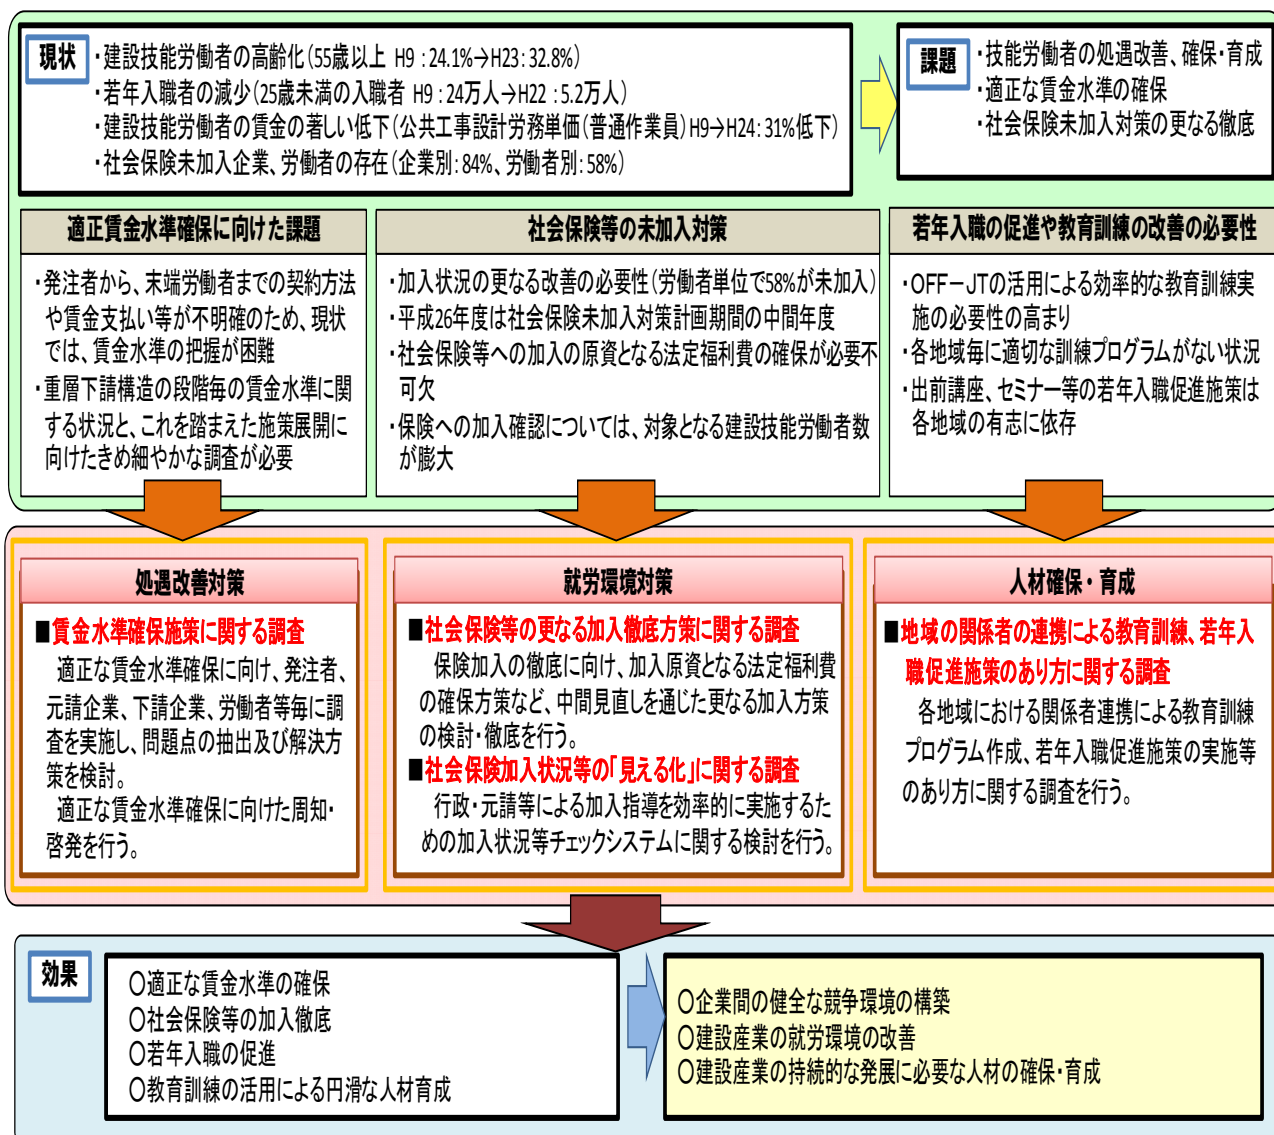 現状
・建設技能労働者の高齢化(55歳以上 H9 :24.1%→H23:32.8%)
・若年入職者の減少(25歳未満の入職者 H9 :24万人→H22 :5.2万人)
・建設技能労働者の賃金の著しい低下(公共工事設計労務単価(普通作業員)H9→H24:31%低下)
・社会保険未加入企業、労働者の存在(企業別:84%、労働者別:58%)
課題
・技能労働者の処遇改善、確保・育成
・適正な賃金水準の確保
・社会保険未加入対策の更なる徹底
適正賃金水準確保に向けた課題
・発注者から、末端労働者までの契約方法
や賃金支払い等が不明確のため、現状
では、賃金水準の把握が困難
・重層下請構造の段階毎の賃金水準に関
する状況と、これを踏まえた施策展開に
向けたきめ細やかな調査が必要
社会保険等の未加入対策
・加入状況の更なる改善の必要性(労働者単位で58%が未加入)
・平成26年度は社会保険未加入対策計画期間の中間年度
・社会保険等への加入の原資となる法定福利費の確保が必要不
可欠
・保険への加入確認については、対象となる建設技能労働者数
が膨大
若年入職の促進や教育訓練の改善の必要性
・OFF-JTの活用による効率的な教育訓練実
施の必要性の高まり
・各地域毎に適切な訓練プログラムがない状況
・出前講座、セミナー等の若年入職促進施策は
各地域の有志に依存
処遇改善対策
■賃金水準確保施策に関する調査
適正な賃金水準確保に向け、発注者、
元請企業、下請企業、労働者等毎に調
査を実施し、問題点の抽出及び解決方
策を検討。
適正な賃金水準確保に向けた周知・
啓発を行う。
就労環境対策
■社会保険等の更なる加入徹底方策に関する調査
保険加入の徹底に向け、加入原資となる法定福利費
の確保方策など、中間見直しを通じた更なる加入方策
の検討・徹底を行う。
■社会保険加入状況等の「見える化」に関する調査
行政・元請等による加入指導を効率的に実施するた
めの加入状況等チェックシステムに関する検討を行う。
人材確保・育成
■地域の関係者の連携による教育訓練、若年入
職促進施策のあり方に関する調査
各地域における関係者連携による教育訓練
プログラム作成、若年入職促進施策の実施等
のあり方に関する調査を行う。
効果
○適正な賃金水準の確保
○社会保険等の加入徹底
○若年入職の促進
○教育訓練の活用による円滑な人材育成
○企業間の健全な競争環境の構築
○建設産業の就労環境の改善
○建設産業の持続的な発展に必要な人材の確保・育成